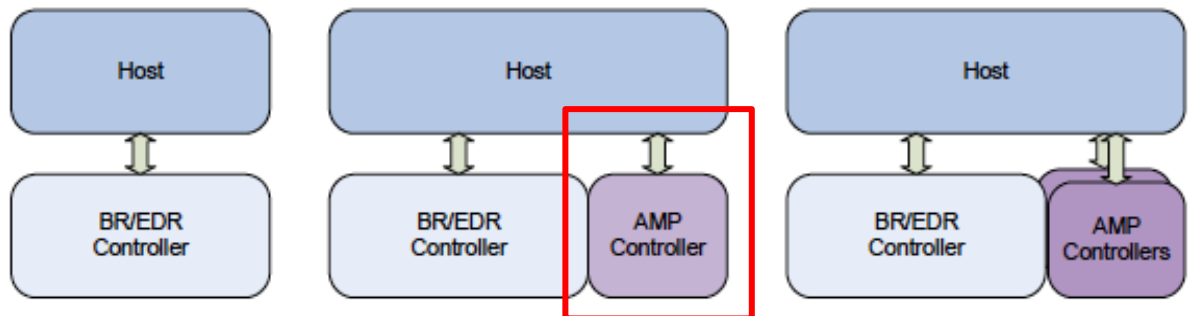 Host
Host
Host
BR/EDR
Controller
BR/EDR
Controller
AMP
Controller
BR/EDR
Controller
AMP
Controllers